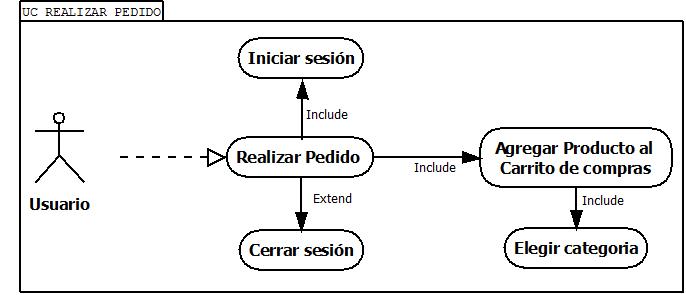 UC REALIZAR PEDIDO
Iniciar sesión
Include
Usuario
Realizar Pedido
Include
Agregar Producto al
Carrito de compras
Extend
Include
Cerrar sesión
Elegir categoria